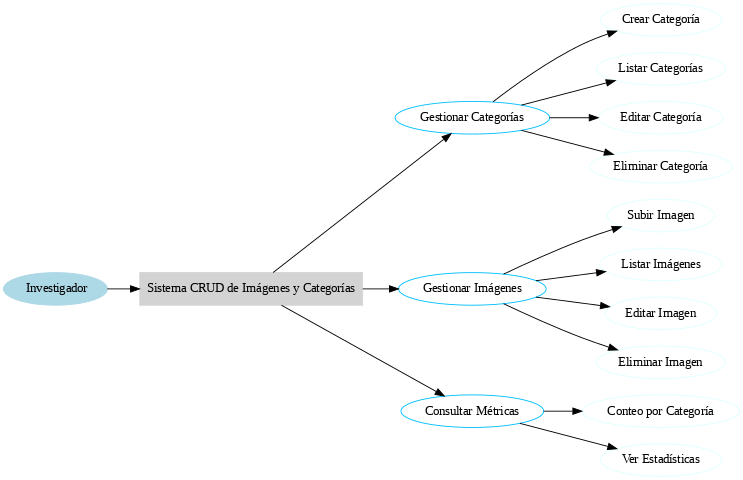 Investigador
Sistema CRUD de Imágenes y Categorías
Gestionar Categorías
Crear Categoría
Listar Categorías
Editar Categoría
Eliminar Categoría
Gestionar Imágenes
Subir Imagen
Listar Imágenes
Editar Imagen
Eliminar Imagen
Consultar Métricas
Conteo por Categoría
Ver Estadísticas